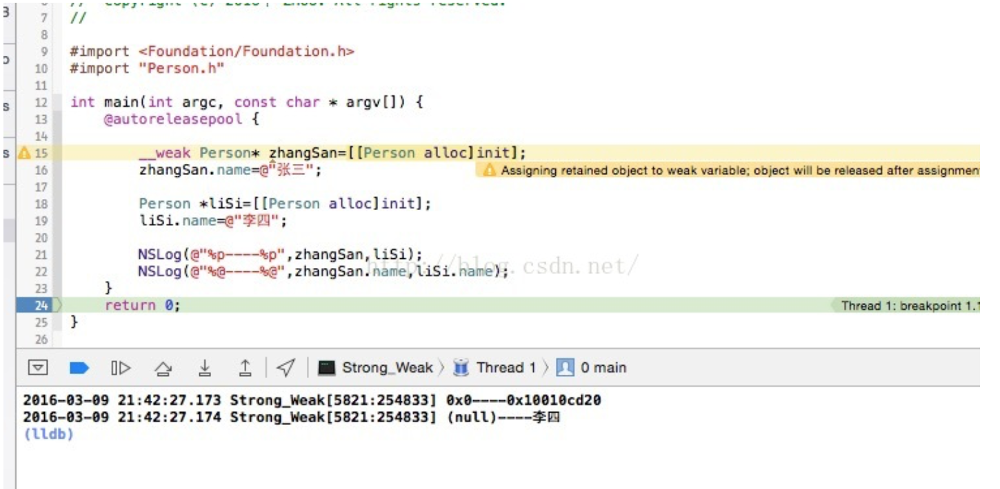 7 //
8
9 #import <Foundation/Foundation.h>
10 #import "Person.h"
11
12 int main(int argc, const char * argv[]) {
13 @autoreleasepool {
14
15 __weak Person* zhangSan=[[Person alloc]init];
16 zhangSan.name=@"张三"; Assigning retained object to weak variable; object will be released after assignmen
17
18 Person *liSi=[[Person alloc]init];
19 liSi.name=@"李四";
20
21 NSLog(@"%p----%p",zhangSan,liSi);
22 NSLog(@"%@----%@",zhangSan.name,liSi.name);
http://blog.csdn.net/
23 }
24 return 0; Thread 1: breakpoint 1.1
25 }
26
Strong_Weak Thread 1 0 main
2016-03-09 21:42:27.173 Strong_Weak[5821:254833] 0x0----0x10010cd20
2016-03-09 21:42:27.174 Strong_Weak[5821:254833] (null)----李四
(lldb)